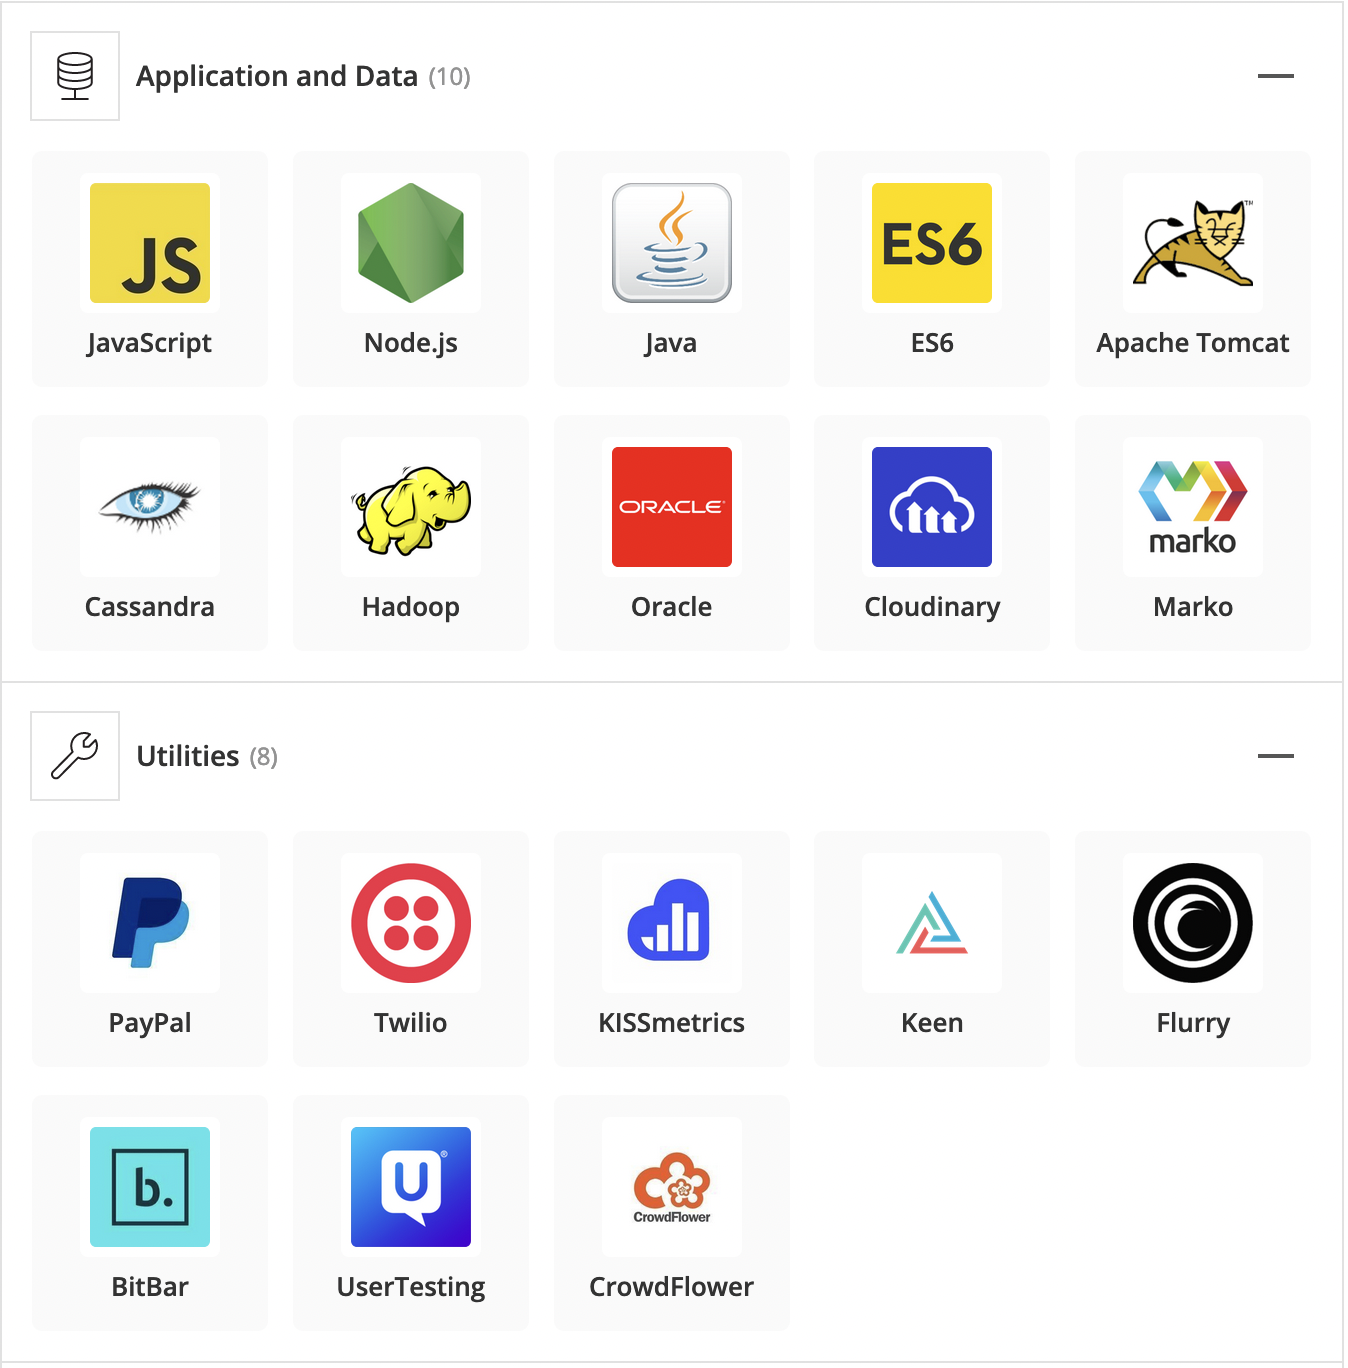 Application and Data (10)
JS
ES6
TM
JavaScript Node.js Java ES6 Apache Tomcat
ORACLE
marko
Cassandra Hadoop Oracle Cloudinary Marko
Utilities (8)
PayPal Twilio KISSmetrics Keen Flurry
b.
U®
CrowdFlower
BitBar UserTesting CrowdFlower